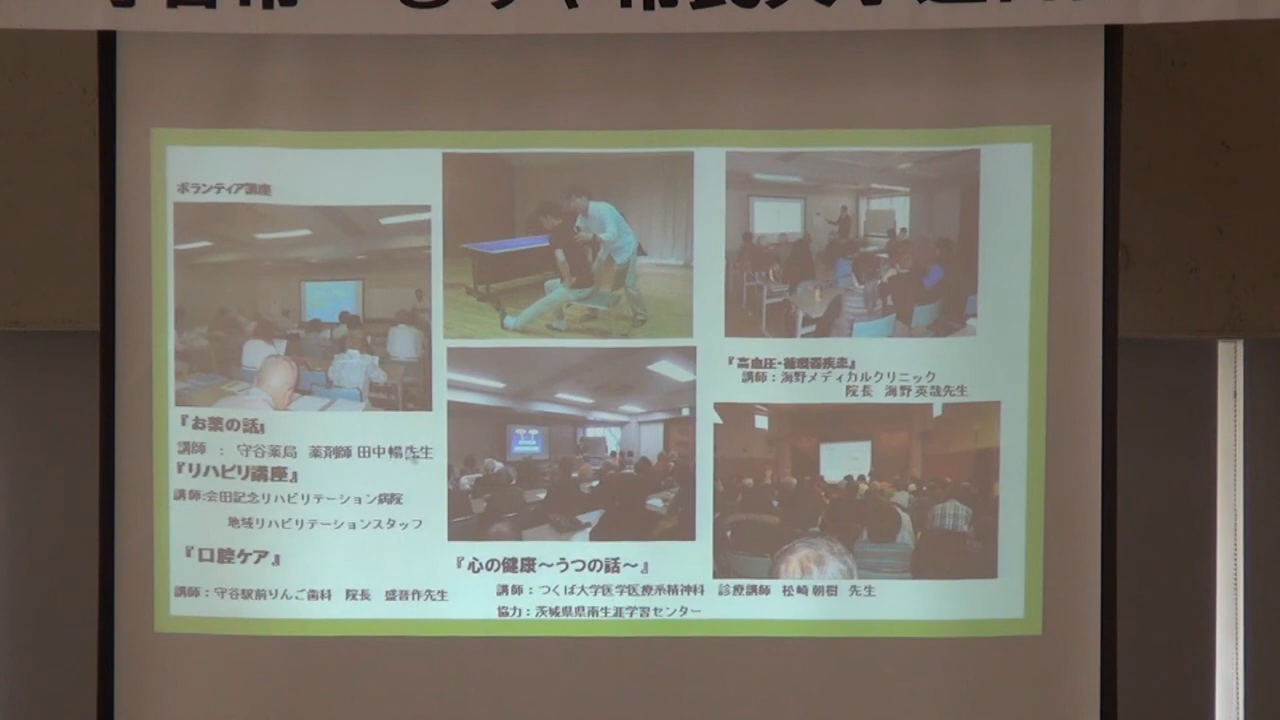 ボランティア講座
『お薬の話』
講師 : 守谷薬局 薬剤師 田中暢先生
『リハビリ講座』
講師:会田記念リハビリテーション病院
地域リハビリテーションスタッフ
『口腔ケア』
講師:守谷駅前りんご歯科 院長 盛晋作先生
『心の健康~うつの話~』
講師:つくば大学医学医療系精神科 診療講師 松崎朝樹 先生
協力:茨城県県南生涯学習センター
『高血圧・循環器疾患』
講師:海野メディカルクリニック
院長 海野英哉先生